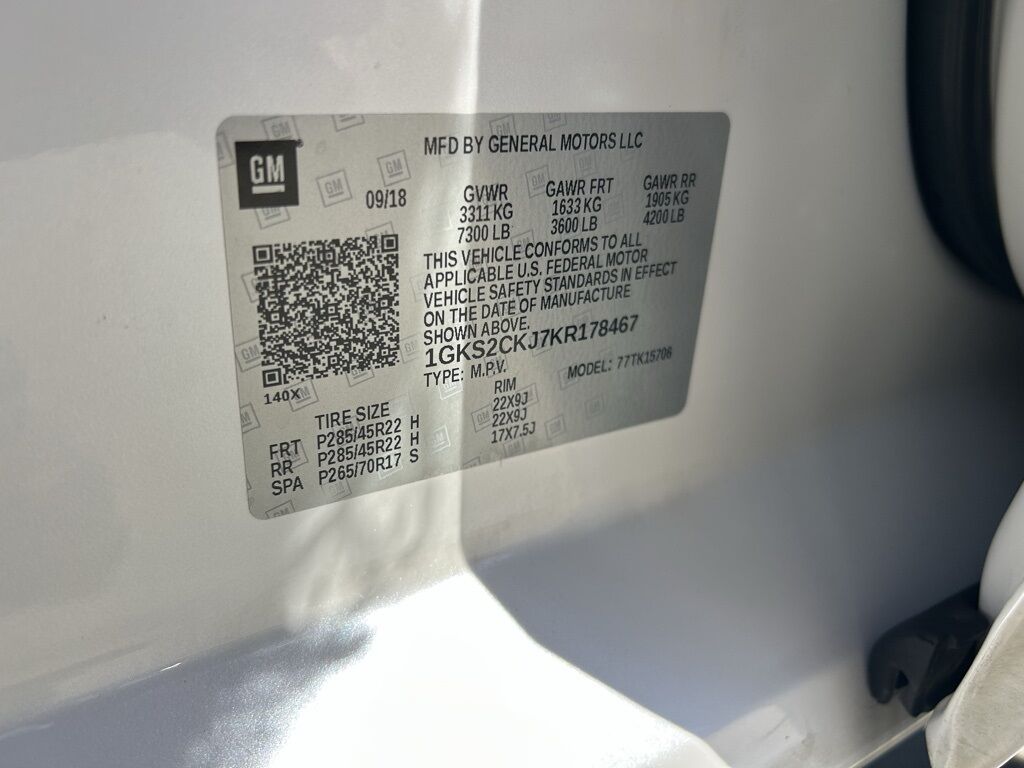 GM
MFD BY GENERAL MOTORS LLC
09/18
GVWR
3311 KG
7300 LB
GAWR FRT
1633 KG
3600 LB
GAWR RR
1905 KG
4200 LB
THIS VEHICLE CONFORMS TO ALL
APPLICABLE U.S. FEDERAL MOTOR
VEHICLE SAFETY STANDARDS IN EFFECT
ON THE DATE OF MANUFACTURE
SHOWN ABOVE.
1GKS2CKJ7KR178467
TYPE: M.P.V.
MODEL: 77TK15706
140X
TIRE SIZE
RIM
FRT P285/45R22 H 22X9J
RR P285/45R22 H 22X9J
SPA P265/70R17 S 17X7.5J